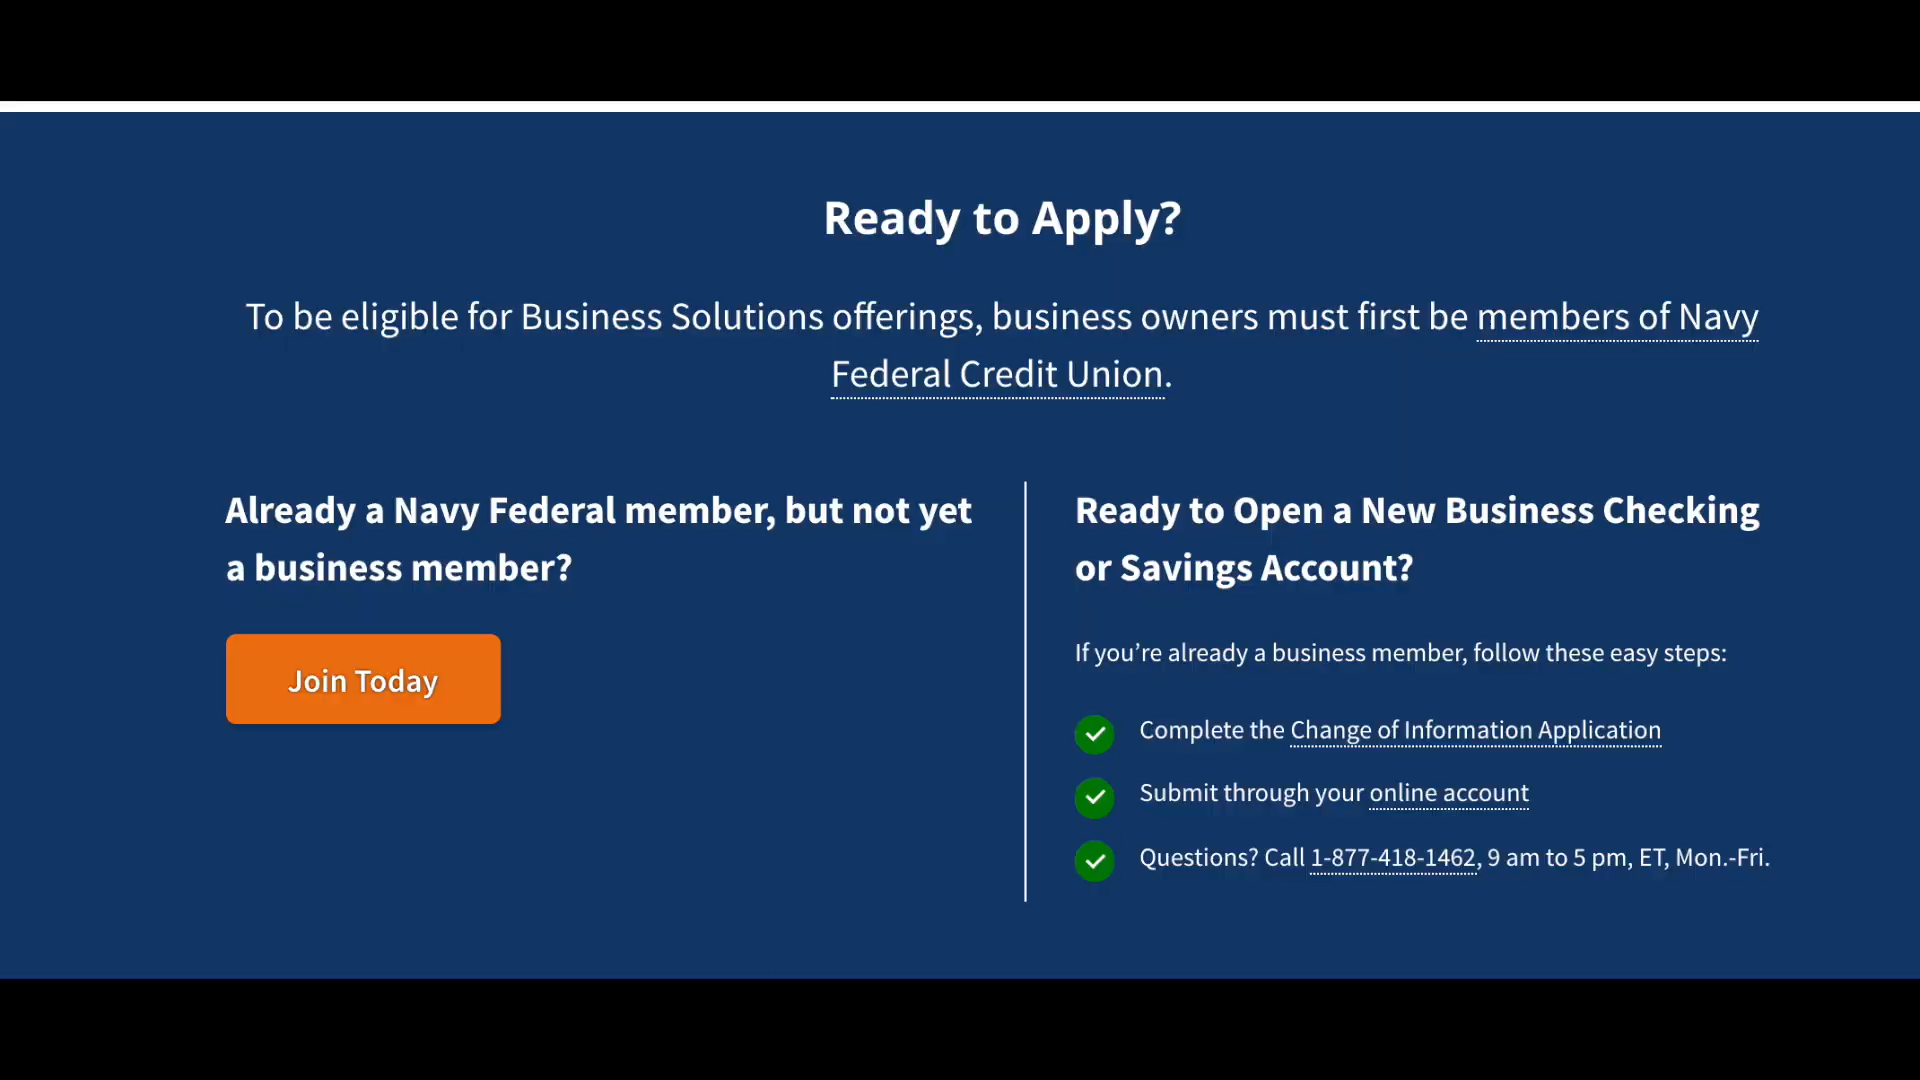 Ready to Apply?
To be eligible for Business Solutions offerings, business owners must first be members of Navy
Federal Credit Union.
Already a Navy Federal member, but not yet
a business member?
Join Today
Ready to Open a New Business Checking
or Savings Account?
If you’re already a business member, follow these easy steps:
Complete the Change of Information Application
Submit through your online account
Questions? Call 1-877-418-1462, 9 am to 5 pm, ET, Mon.-Fri.